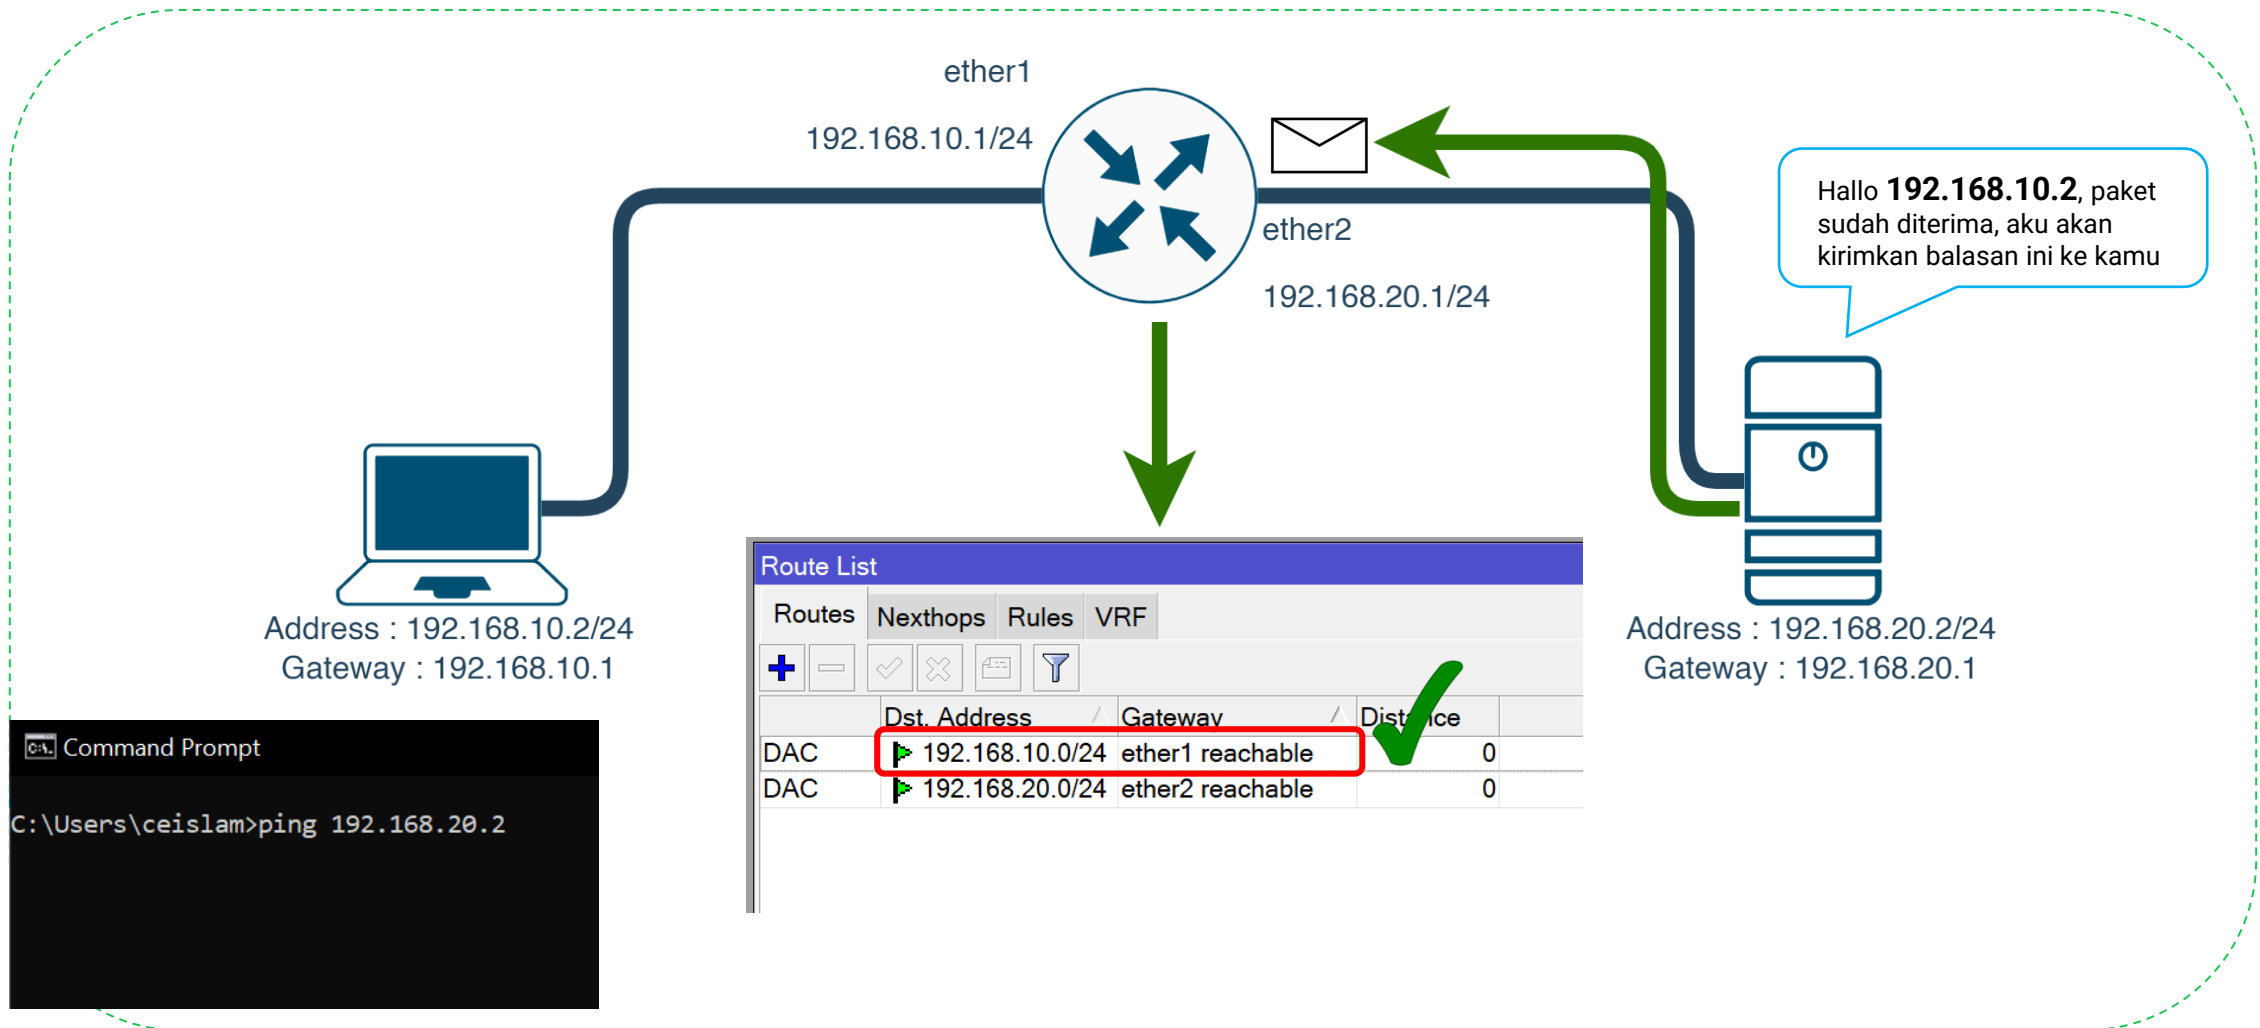 ether1
192.168.10.1/24
ether2
192.168.20.1/24
Hallo 192.168.10.2, paket
sudah diterima, aku akan
kirimkan balasan ini ke kamu
Address : 192.168.10.2/24
Gateway : 192.168.10.1
Address : 192.168.20.2/24
Gateway : 192.168.20.1
Route List
Routes Nexthops Rules VRF
Dst. Address Gateway Distance
DAC 192.168.10.0/24 ether1 reachable 0
DAC 192.168.20.0/24 ether2 reachable 0
C:\. Command Prompt
C:\Users\ceislam>ping 192.168.20.2